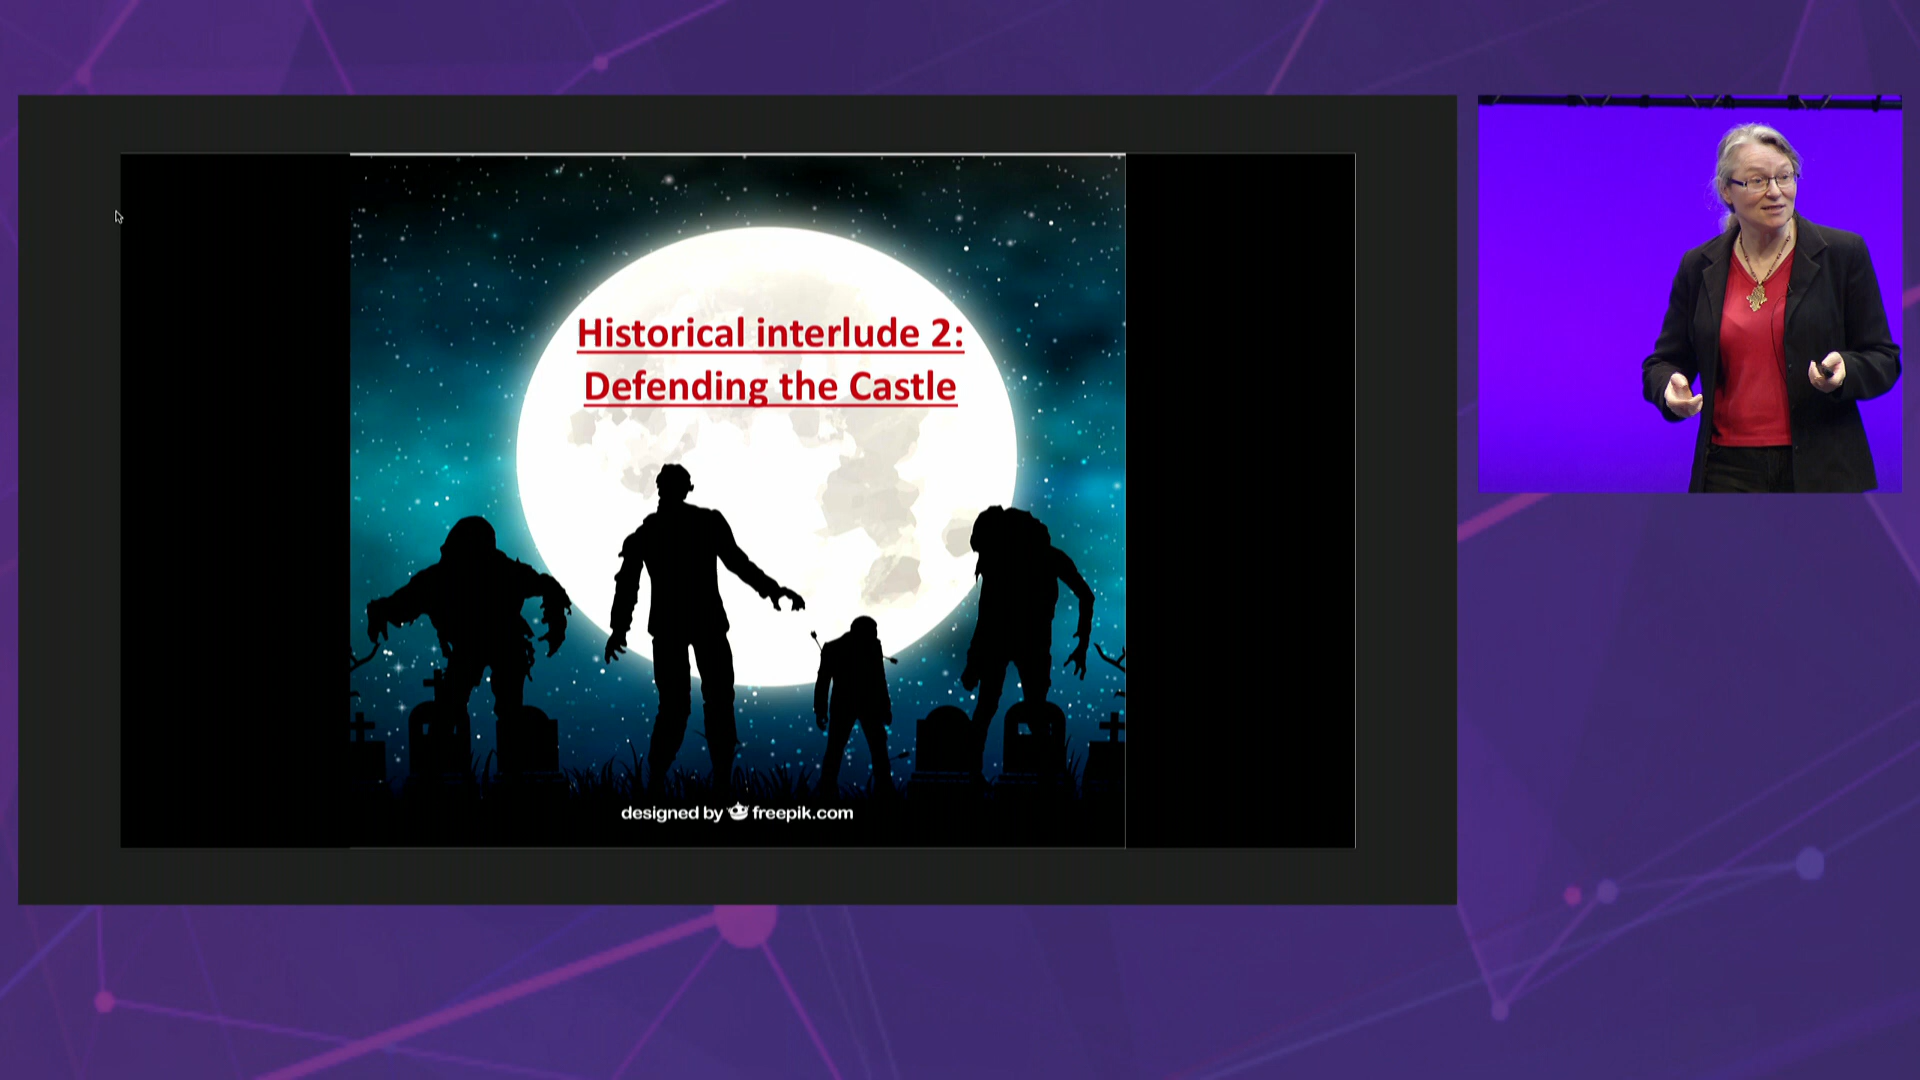 Historical interlude 2:
Defending the Castle
designed by freepik.com